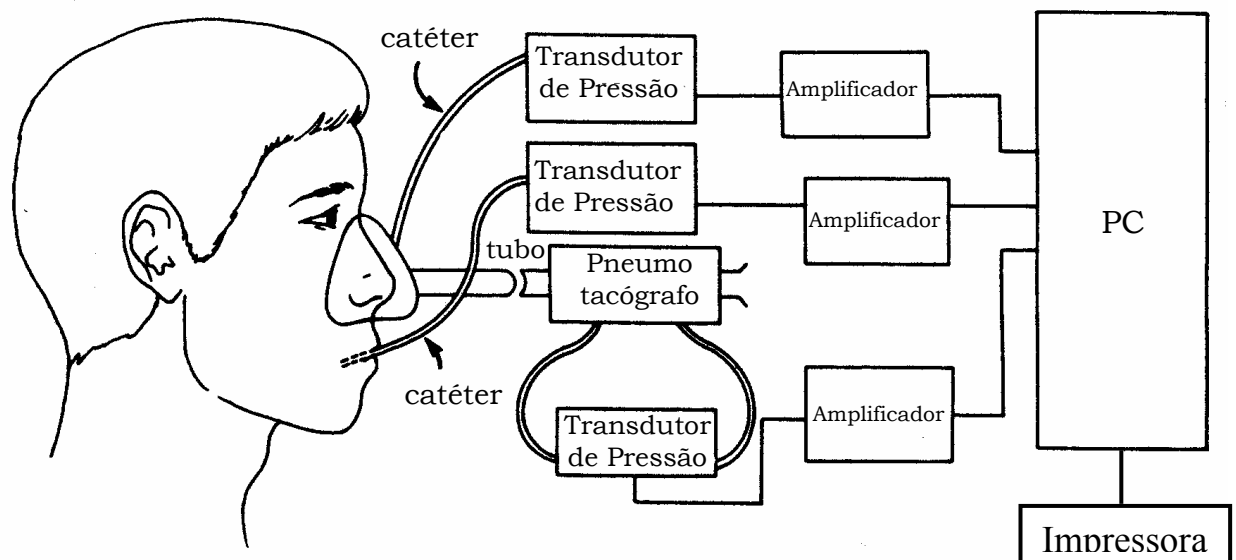 catéter
Transdutor
de Pressão
Amplificador
Transdutor
de Pressão
Amplificador
PC
tubo
Pneumo
tacógrafo
catéter
Transdutor
de Pressão
Amplificador
Impressora